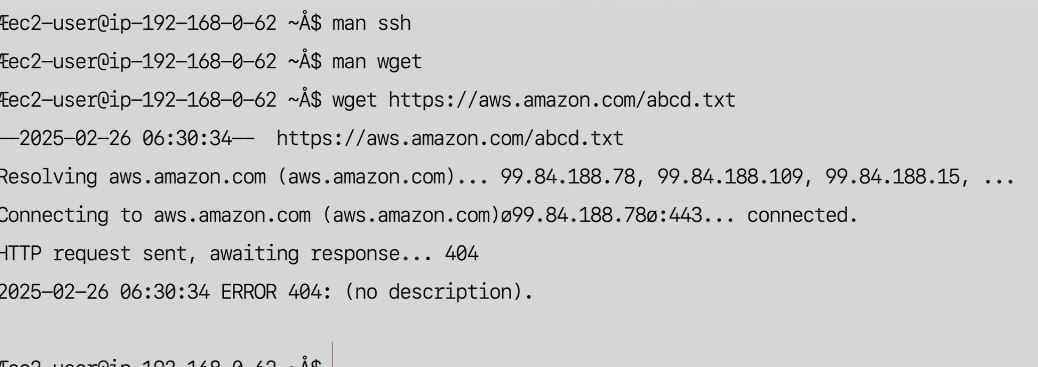 Æec2-user@ip-192-168-0-62 ~Å$ man ssh
Æec2-user@ip-192-168-0-62 ~Å$ man wget
Æec2-user@ip-192-168-0-62 ~Å$ wget https://aws.amazon.com/abcd.txt
--2025-02-26 06:30:34--  https://aws.amazon.com/abcd.txt
Resolving aws.amazon.com (aws.amazon.com)... 99.84.188.78, 99.84.188.109, 99.84.188.15, ...
Connecting to aws.amazon.com (aws.amazon.com)ø99.84.188.78ø:443... connected.
HTTP request sent, awaiting response... 404
2025-02-26 06:30:34 ERROR 404: (no description).
Æec2-user@ip-192-168-0-62 ~Å$